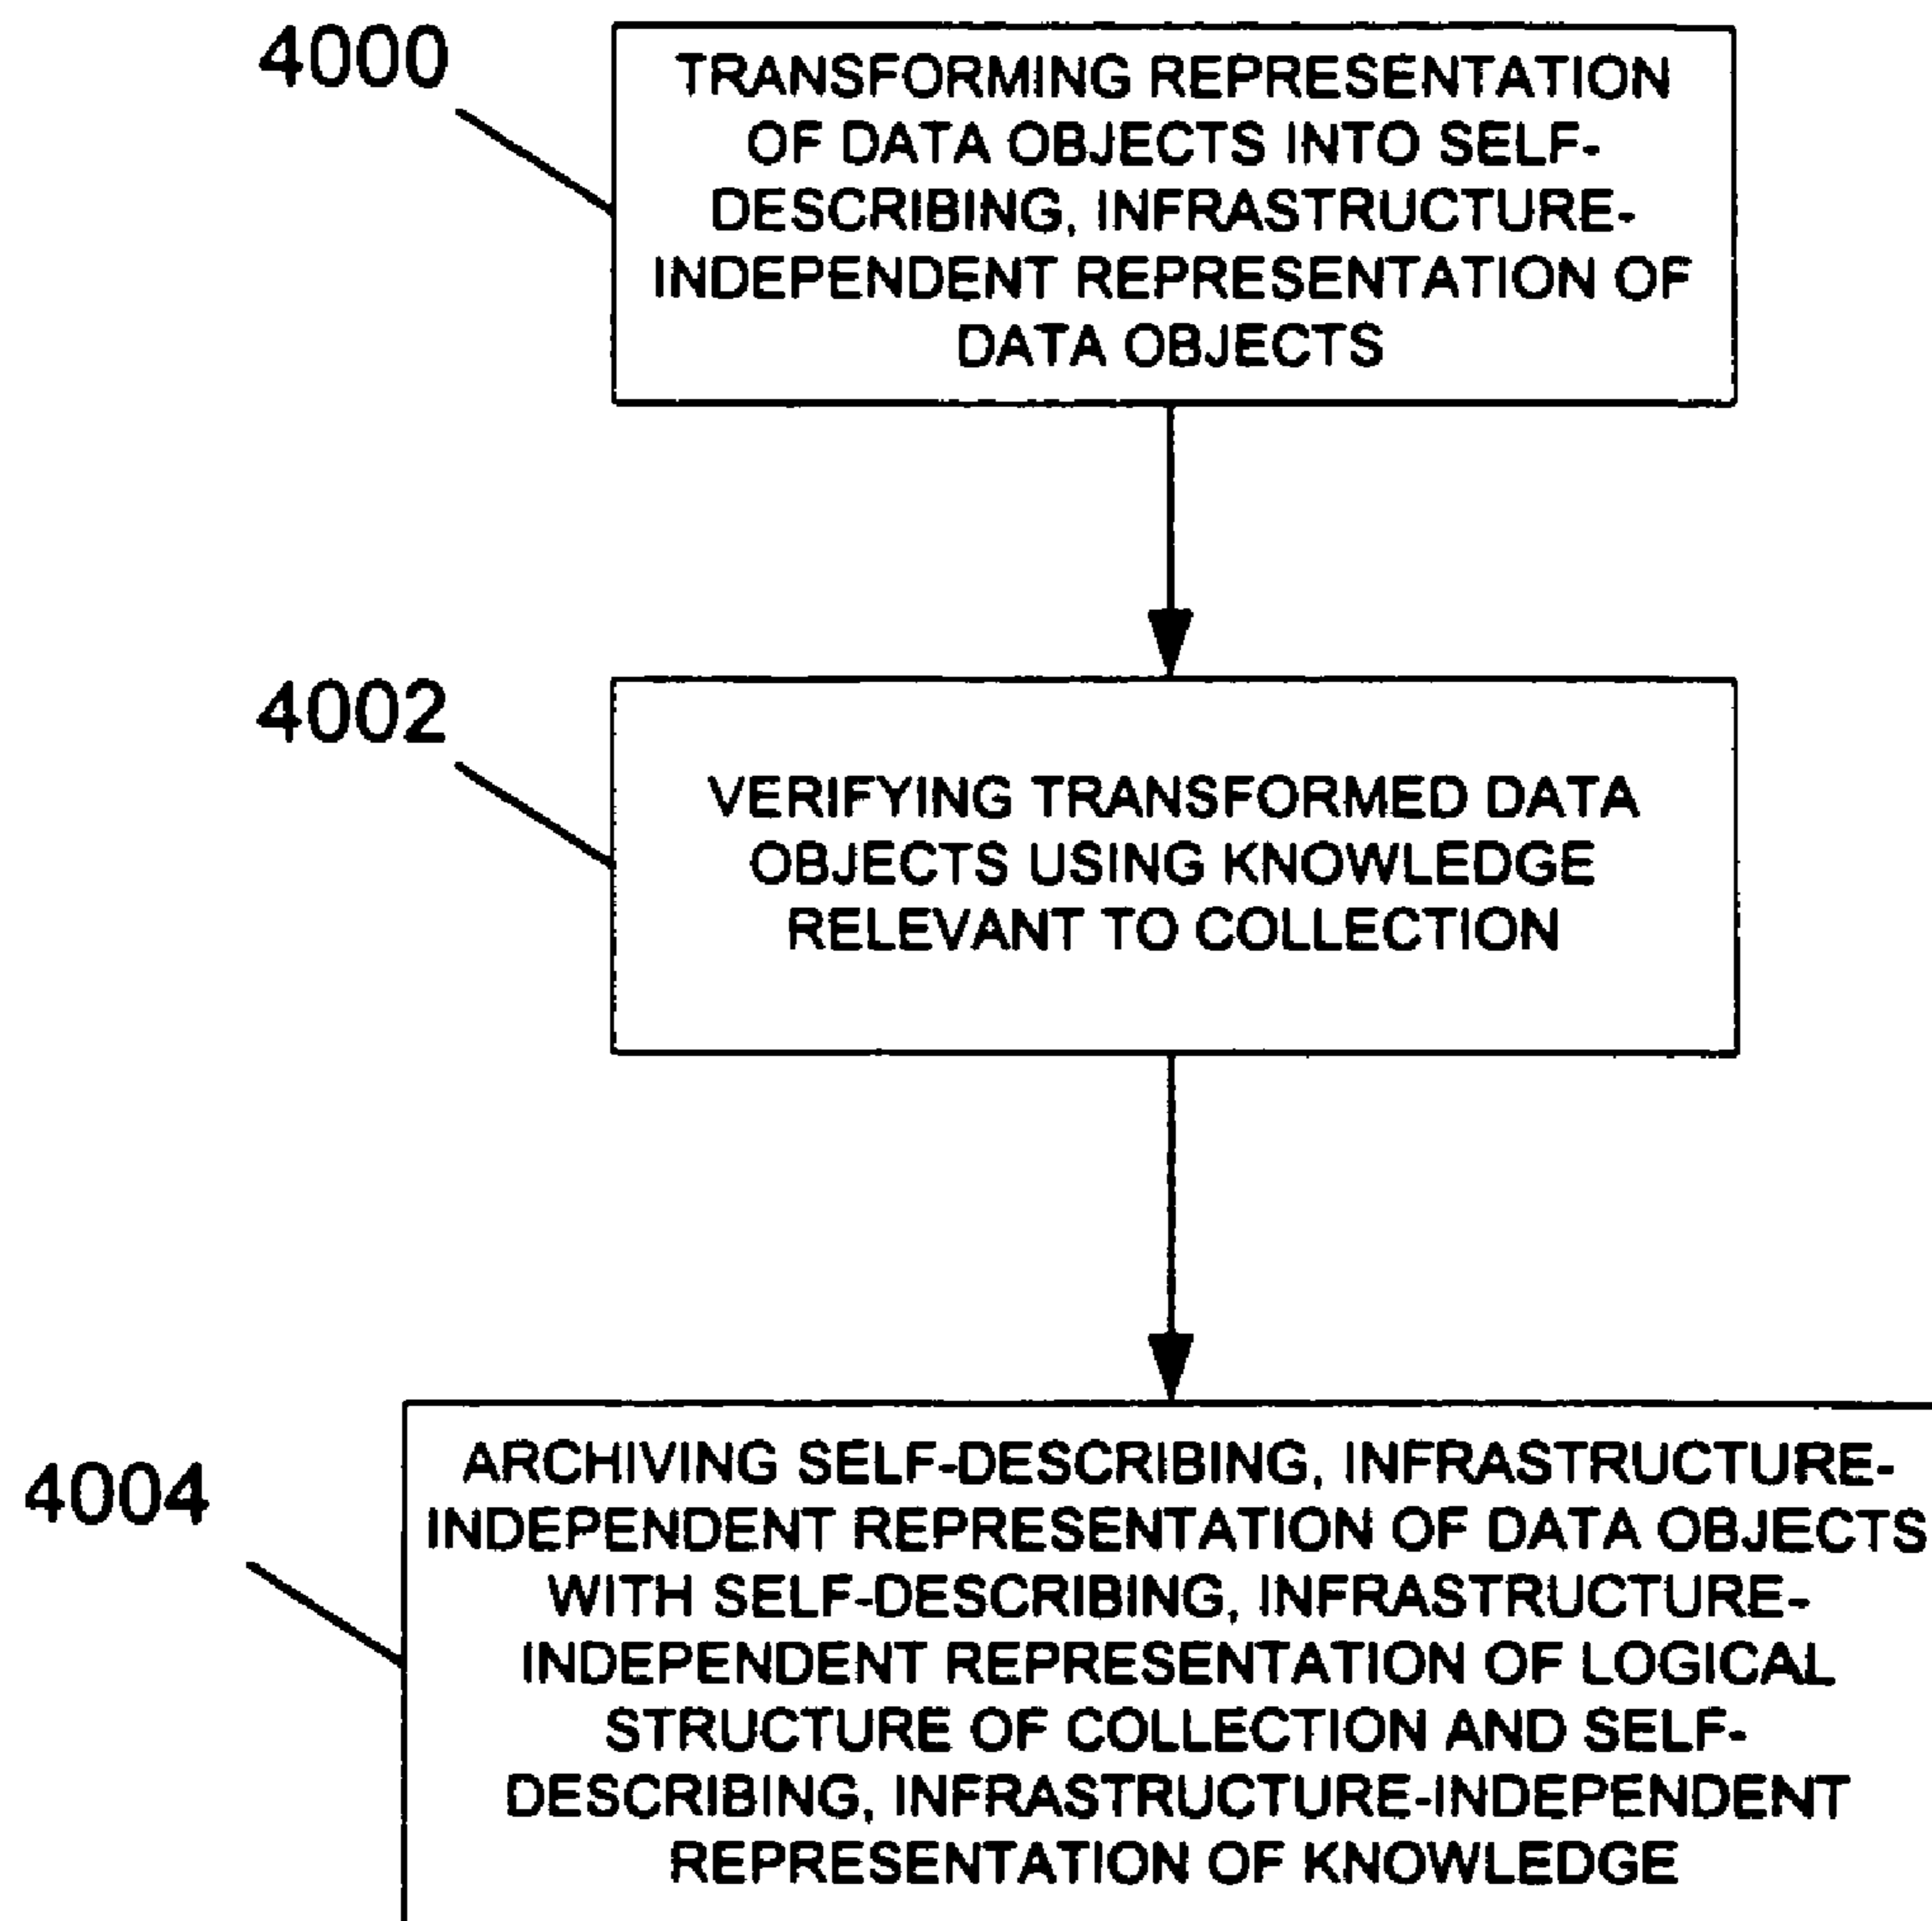 4000
TRANSFORMING REPRESENTATION
OF DATA OBJECTS INTO SELF-
DESCRIBING, INFRASTRUCTURE-
INDEPENDENT REPRESENTATION OF
DATA OBJECTS
4002
VERIFYING TRANSFORMED DATA
OBJECTS USING KNOWLEDGE
RELEVANT TO COLLECTION
4004
ARCHIVING SELF-DESCRIBING, INFRASTRUCTURE-
INDEPENDENT REPRESENTATION OF DATA OBJECTS
WITH SELF-DESCRIBING, INFRASTRUCTURE-
INDEPENDENT REPRESENTATION OF LOGICAL
STRUCTURE OF COLLECTION AND SELF-
DESCRIBING, INFRASTRUCTURE-INDEPENDENT
REPRESENTATION OF KNOWLEDGE